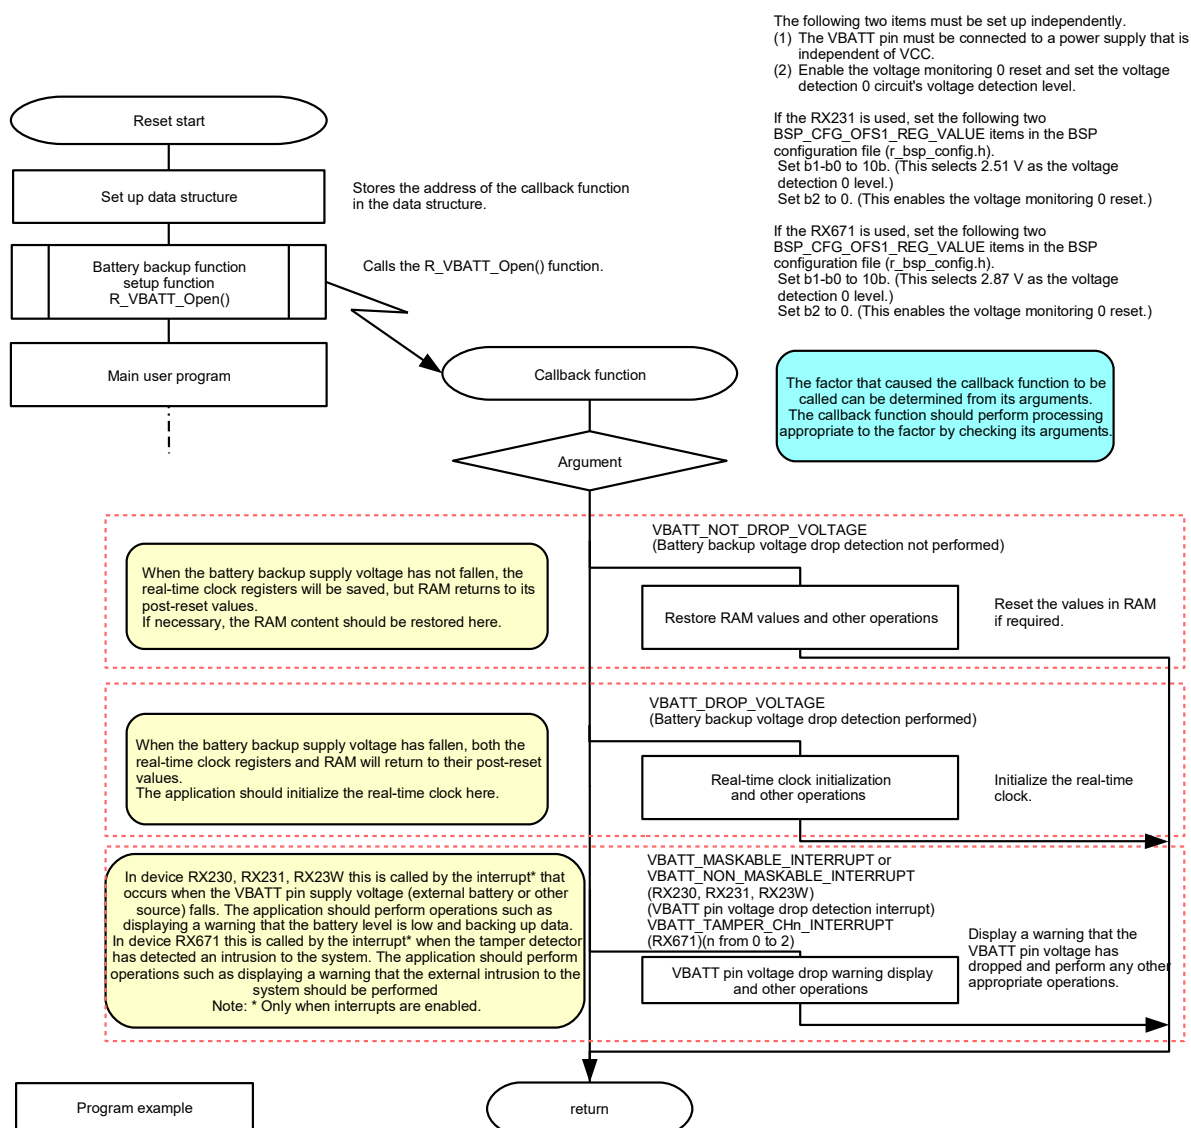 The following two items must be set up independently.
(1) The VBATT pin must be connected to a power supply that is
independent of VCC.
(2) Enable the voltage monitoring 0 reset and set the voltage
detection 0 circuit's voltage detection level.
If the RX231 is used, set the following two
BSP_CFG_OFS1_REG_VALUE items in the BSP
configuration file (r_bsp_config.h).
Set b1-b0 to 10b. (This selects 2.51 V as the voltage
detection 0 level.)
Set b2 to 0. (This enables the voltage monitoring 0 reset.)
If the RX671 is used, set the following two
BSP_CFG_OFS1_REG_VALUE items in the BSP
configuration file (r_bsp_config.h).
Set b1-b0 to 10b. (This selects 2.87 V as the voltage
detection 0 level.)
Set b2 to 0. (This enables the voltage monitoring 0 reset.)
Reset start
Set up data structure
Stores the address of the callback function
in the data structure.
Battery backup function
setup function
R_VBATT_Open()
Calls the R_VBATT_Open() function.
Main user program
Callback function
The factor that caused the callback function to be
called can be determined from its arguments.
The callback function should perform processing
appropriate to the factor by checking its arguments.
Argument
VBATT_NOT_DROP_VOLTAGE
(Battery backup voltage drop detection not performed)
When the battery backup supply voltage has not fallen, the
real-time clock registers will be saved, but RAM returns to its
post-reset values.
If necessary, the RAM content should be restored here.
Restore RAM values and other operations
Reset the values in RAM
if required.
VBATT_DROP_VOLTAGE
(Battery backup voltage drop detection performed)
When the battery backup supply voltage has fallen, both the
real-time clock registers and RAM will return to their post-reset
values.
The application should initialize the real-time clock here.
Real-time clock initialization
and other operations
Initialize the real-time
clock.
In device RX230, RX231, RX23W this is called by the interrupt* that
occurs when the VBATT pin supply voltage (external battery or other
source) falls. The application should perform operations such as
displaying a warning that the battery level is low and backing up data.
In device RX671 this is called by the interrupt* when the tamper detector
has detected an intrusion to the system. The application should perform
operations such as displaying a warning that the external intrusion to the
system should be performed
Note: * Only when interrupts are enabled.
VBATT_MASKABLE_INTERRUPT or
VBATT_NON_MASKABLE_INTERRUPT
(RX230, RX231, RX23W)
(VBATT pin voltage drop detection interrupt)
VBATT_TAMPER_CHn_INTERRUPT
(RX671)(n from 0 to 2)
VBATT pin voltage drop warning display
and other operations
Display a warning that the
VBATT pin voltage has
dropped and perform any other
appropriate operations.
Program example
return